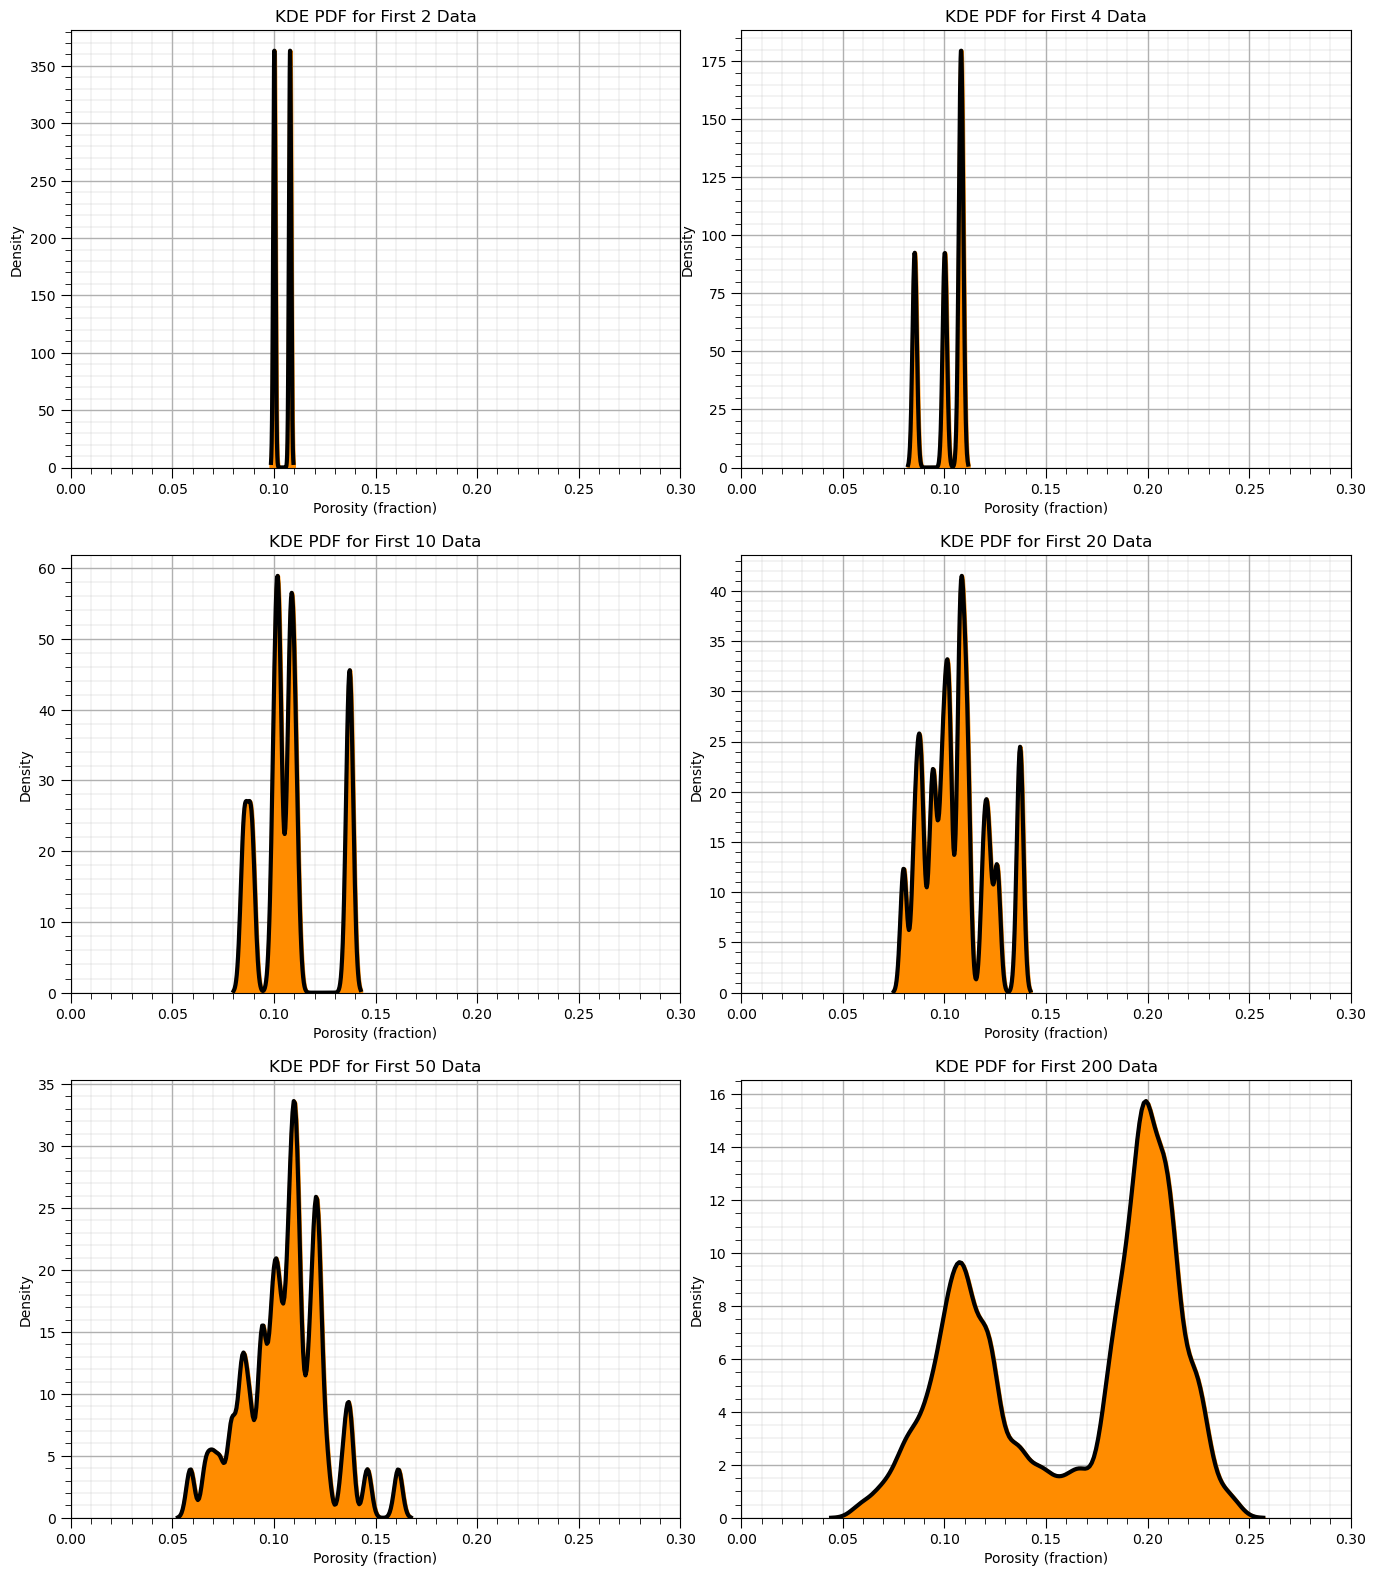 KDE PDF for First 2 Data
350
300
250
200
150
100
50
0
Density
0.00 0.05 0.10 0.15 0.20 0.25 0.30
Porosity (fraction)
KDE PDF for First 4 Data
175
150
125
100
75
50
25
0
Density
0.00 0.05 0.10 0.15 0.20 0.25 0.30
Porosity (fraction)
KDE PDF for First 10 Data
60
50
40
30
20
10
0
Density
0.00 0.05 0.10 0.15 0.20 0.25 0.30
Porosity (fraction)
KDE PDF for First 20 Data
40
35
30
25
20
15
10
5
0
Density
0.00 0.05 0.10 0.15 0.20 0.25 0.30
Porosity (fraction)
KDE PDF for First 50 Data
35
30
25
20
15
10
5
0
Density
0.00 0.05 0.10 0.15 0.20 0.25 0.30
Porosity (fraction)
KDE PDF for First 200 Data
16
14
12
10
8
6
4
2
0
Density
0.00 0.05 0.10 0.15 0.20 0.25 0.30
Porosity (fraction)